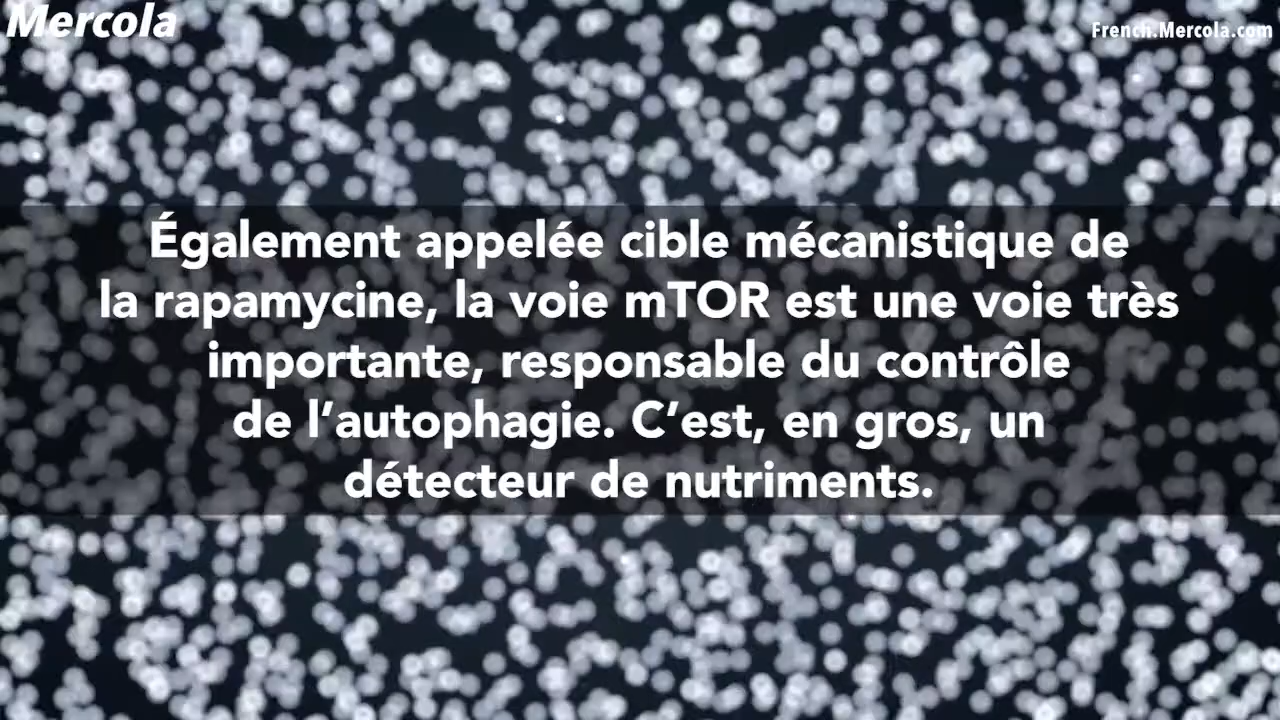 Mercola
French.Mercola.com
Également appelée cible mécanistique de
la rapamycine, la voie mTOR est une voie très
importante, responsable du contrôle
de l’autophagie. C’est, en gros, un
détecteur de nutriments.